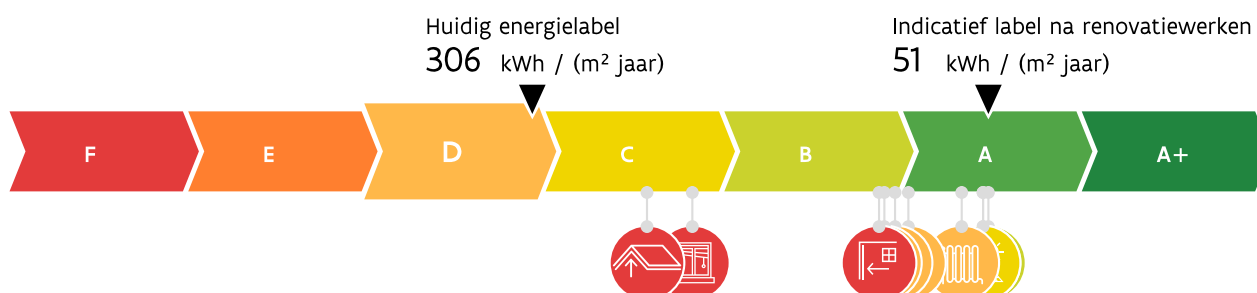 Huidig energielabel
306 kWh / (m² jaar)
Indicatief label na renovatiewerken
51 kWh / (m² jaar)
F E D C B A A+